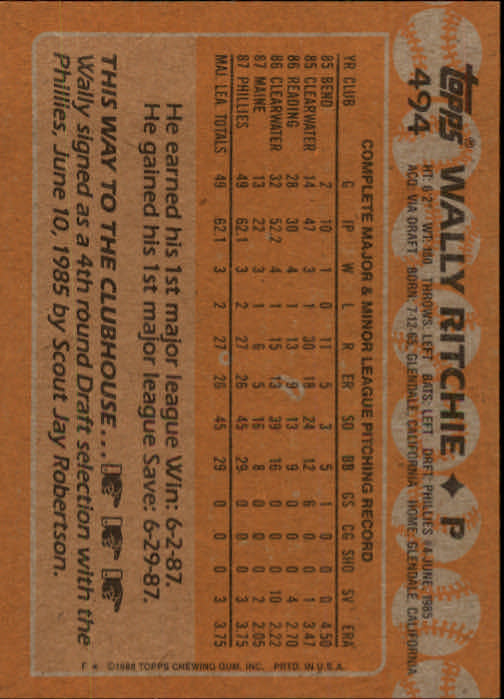 topps® WALLY RITCHIE ♦ P
494 HT: 6'2" WT: 180 THROWS: LEFT BATS: LEFT DRFT: PHILLIES #4-JUNE, 1985
ACQ: VIA DRAFT BORN: 7-12-65, GLENDALE, CALIFORNIA HOME: GLENDALE, CALIFORNIA
COMPLETE MAJOR & MINOR LEAGUE PITCHING RECORD
YR CLUB G IP W L R ER SO BB GS CG SHO SV ERA
85 BEND 2 10 1 0 11 5 3 5 1 0 0 0 4.50
85 CLEARWATER 14 47 3 1 30 18 24 12 6 0 0 1 3.47
86 READING 28 30 4 1 13 9 13 9 0 0 0 4 2.70
86 CLEARWATER 32 52.2 4 1 15 13 39 16 0 0 0 10 2.22
87 MAINE 13 22 3 1 6 5 16 8 0 0 0 2 2.05
87 PHILLIES 49 62.1 3 2 27 26 45 29 0 0 0 3 3.75
MAJ. LEA. TOTALS 49 62.1 3 2 27 26 45 29 0 0 0 3 3.75
He earned his 1st major league Win: 6-2-87.
He gained his 1st major league Save: 6-29-87.
THIS WAY TO THE CLUBHOUSE...
Wally signed as a 4th round Draft selection with the
Phillies, June 10, 1985 by Scout Jay Robertson.
F * ©1988 TOPPS CHEWING GUM, INC. PRTD. IN U.S.A.